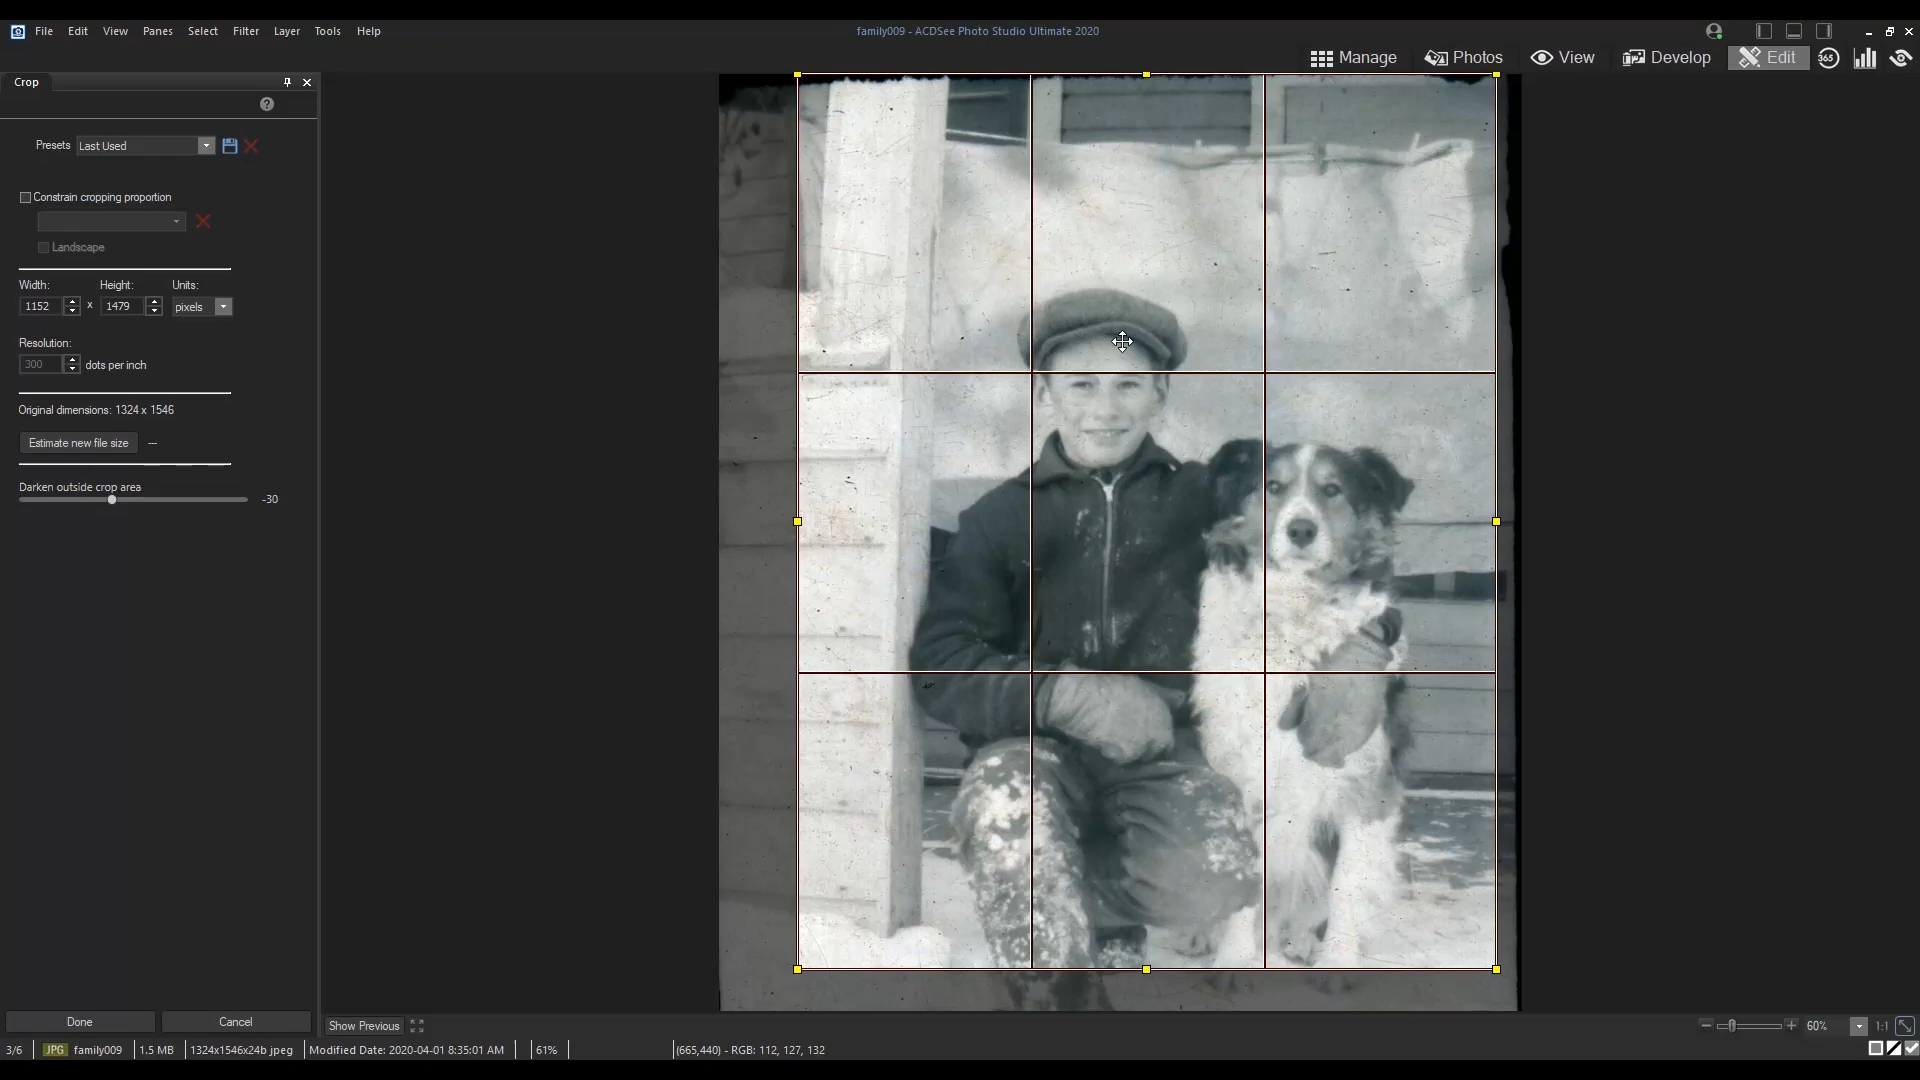 File Edit View Panes Select Filter Layer Tools Help
family009 - ACDSee Photo Studio Ultimate 2020
Manage Photos View Develop Edit 365
Crop
Presets Last Used
Constrain cropping proportion
Landscape
Width: Height: Units:
1152 x 1479 pixels
Resolution:
300 dots per inch
Original dimensions: 1324 x 1546
Estimate new file size ---
Darken outside crop area
-30
Done Cancel
Show Previous
60% 1:1
3/6 JPG family009 1.5 MB 1324x1546x24b jpeg Modified Date: 2020-04-01 8:35:01 AM 61% (665,440) - RGB: 112, 127, 132